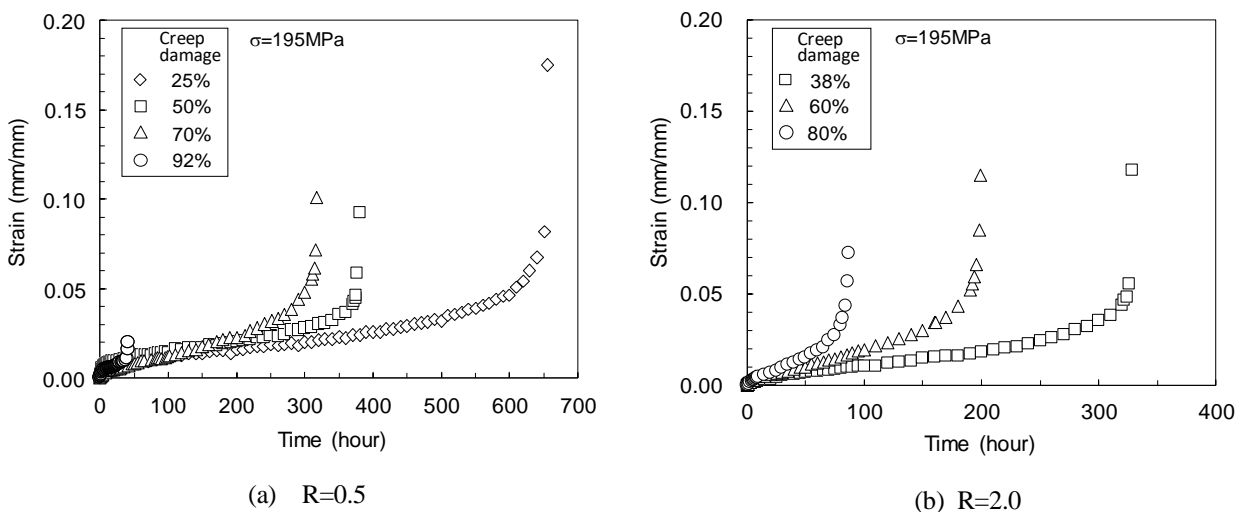 0.20
0.15
0.10
0.05
0.00
Strain (mm/mm)
Creep
damage
25%
50%
70%
92%
σ=195MPa
0 100 200 300 400 500 600 700
Time (hour)
(a) R=0.5
0.20
0.15
0.10
0.05
0.00
Strain (mm/mm)
Creep
damage
38%
60%
80%
σ=195MPa
0 100 200 300 400
Time (hour)
(b) R=2.0